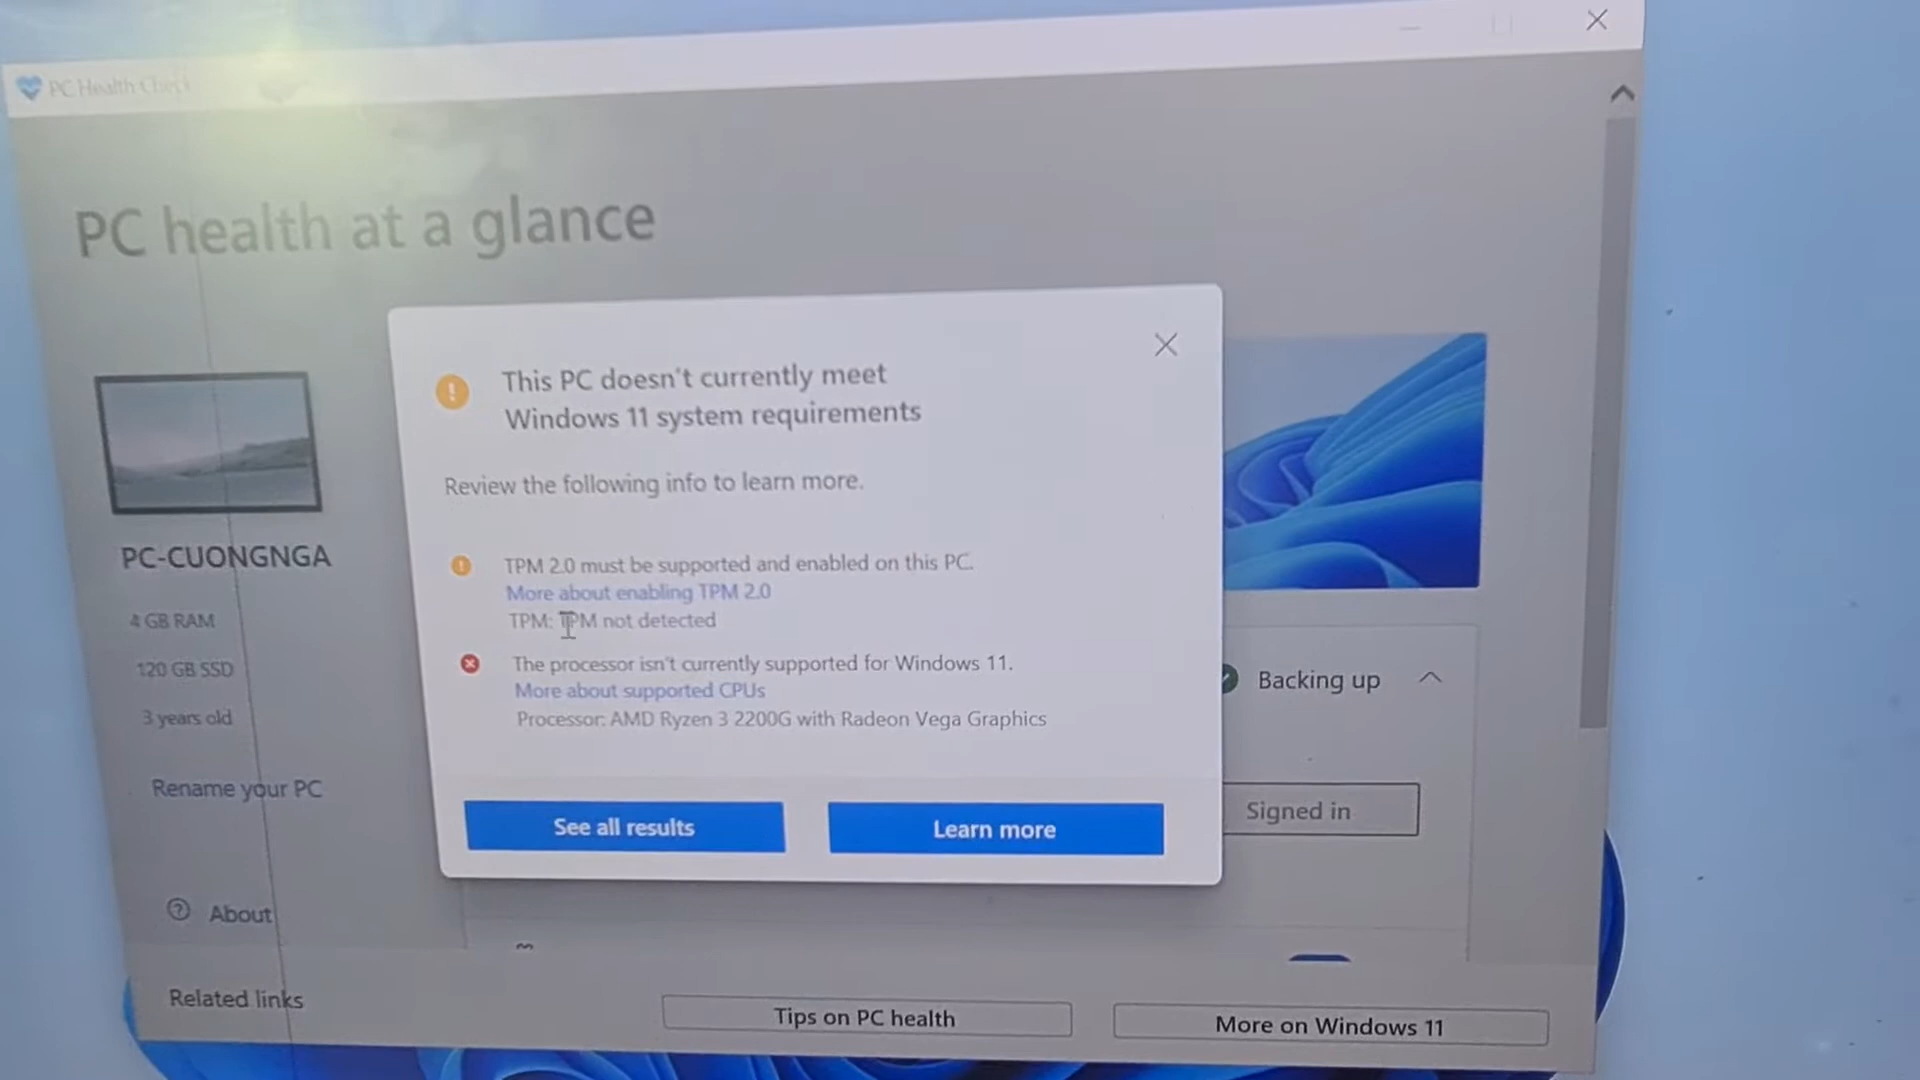 PC Health Check
PC health at a glance
This PC doesn't currently meet
Windows 11 system requirements
Review the following info to learn more.
TPM 2.0 must be supported and enabled on this PC.
More about enabling TPM 2.0
TPM: TPM not detected
The processor isn't currently supported for Windows 11.
More about supported CPUs
Processor: AMD Ryzen 3 2200G with Radeon Vega Graphics
See all results
Learn more
PC-CUONGNGA
4 GB RAM
120 GB SSD
3 years old
Rename your PC
Backing up
Signed in
About
Related links
Tips on PC health
More on Windows 11